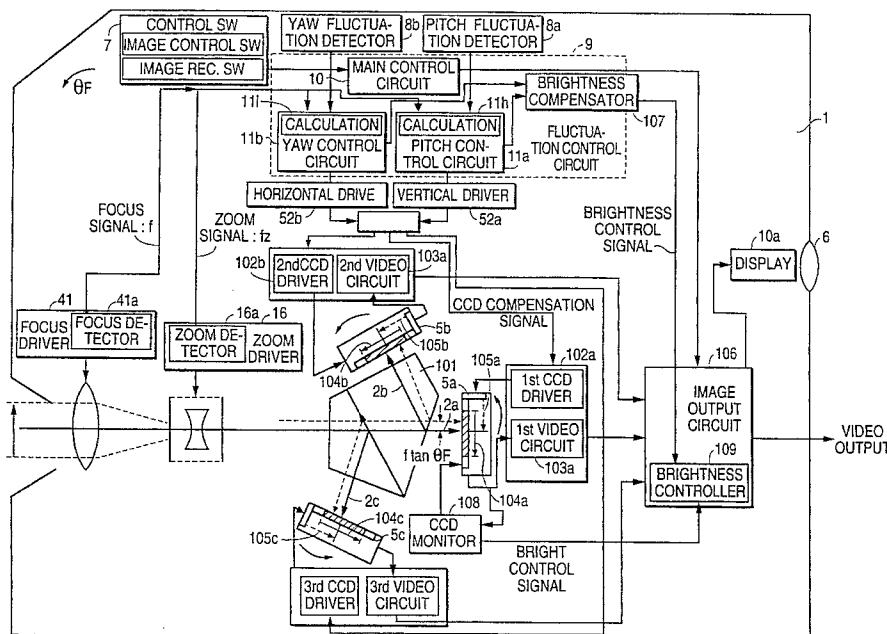 CONTROL SW
7
IMAGE CONTROL SW
IMAGE REC. SW
YAW FLUCTUA-
TION DETECTOR
8b
PITCH FLUCTUA-
TION DETECTOR
8a
9
θF
10
MAIN CONTROL
CIRCUIT
BRIGHTNESS
COMPENSATOR
107
11i
CALCULATION
11b
YAW CONTROL
CIRCUIT
11h
CALCULATION
PITCH CON-
TROL CIRCUIT
11a
FLUCTUA-
TION CONTROL
CIRCUIT
1
HORIZONTAL DRIVE
52b
VERTICAL DRIVER
52a
FOCUS
SIGNAL : f
ZOOM
SIGNAL : fz
BRIGHTNESS
CONTROL
SIGNAL
10a
DISPLAY
6
102b
2ndCCD
DRIVER
2nd VIDEO
CIRCUIT
103a
CCD COMPENSATION
SIGNAL
41
41a
FOCUS
DRIVER
FOCUS DE-
TECTOR
16a
16
ZOOM DE-
TECTOR
ZOOM
DRIVER
5b
105b
104b
101
2b
5a
105a
2a
102a
1st CCD
DRIVER
1st VIDEO
CIRCUIT
103a
104a
f tan θF
106
IMAGE
OUTPUT
CIRCUIT
109
BRIGHTNESS
CONTROLLER
VIDEO
OUTPUT
2c
104c
105c
5c
108
CCD
MONITOR
BRIGHT
CONTROL
SIGNAL
3rd CCD
DRIVER
3rd VIDEO
CIRCUIT